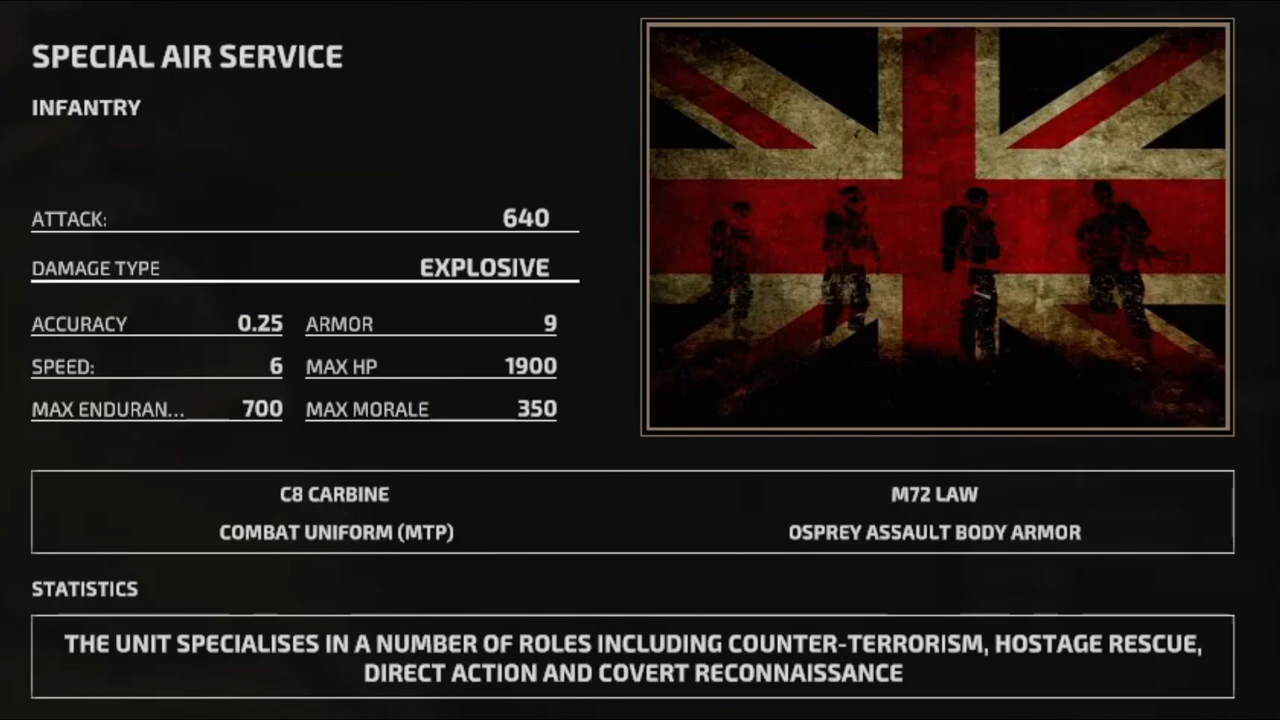 SPECIAL AIR SERVICE
INFANTRY
ATTACK: 640
DAMAGE TYPE EXPLOSIVE
ACCURACY 0.25 ARMOR 9
SPEED: 6 MAX HP 1900
MAX ENDURAN... 700 MAX MORALE 350
C8 CARBINE M72 LAW
COMBAT UNIFORM (MTP) OSPREY ASSAULT BODY ARMOR
STATISTICS
THE UNIT SPECIALISES IN A NUMBER OF ROLES INCLUDING COUNTER-TERRORISM, HOSTAGE RESCUE,
DIRECT ACTION AND COVERT RECONNAISSANCE